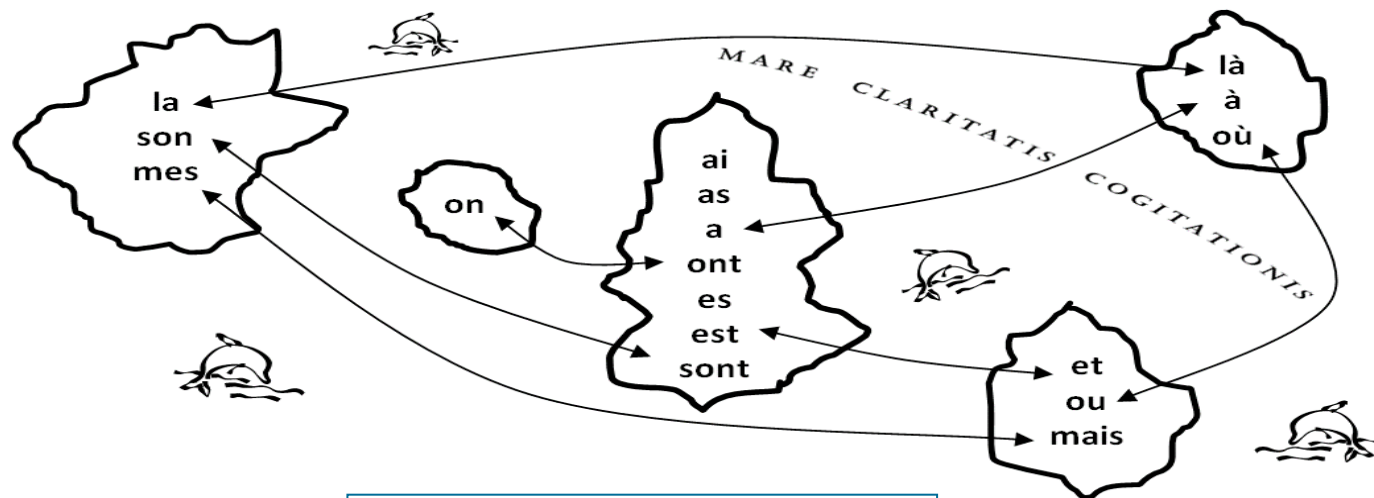 MARE CLARITATIS COGITATIONIS
la
son
mes
on
ai
as
a
ont
es
est
sont
là
à
où
et
ou
mais